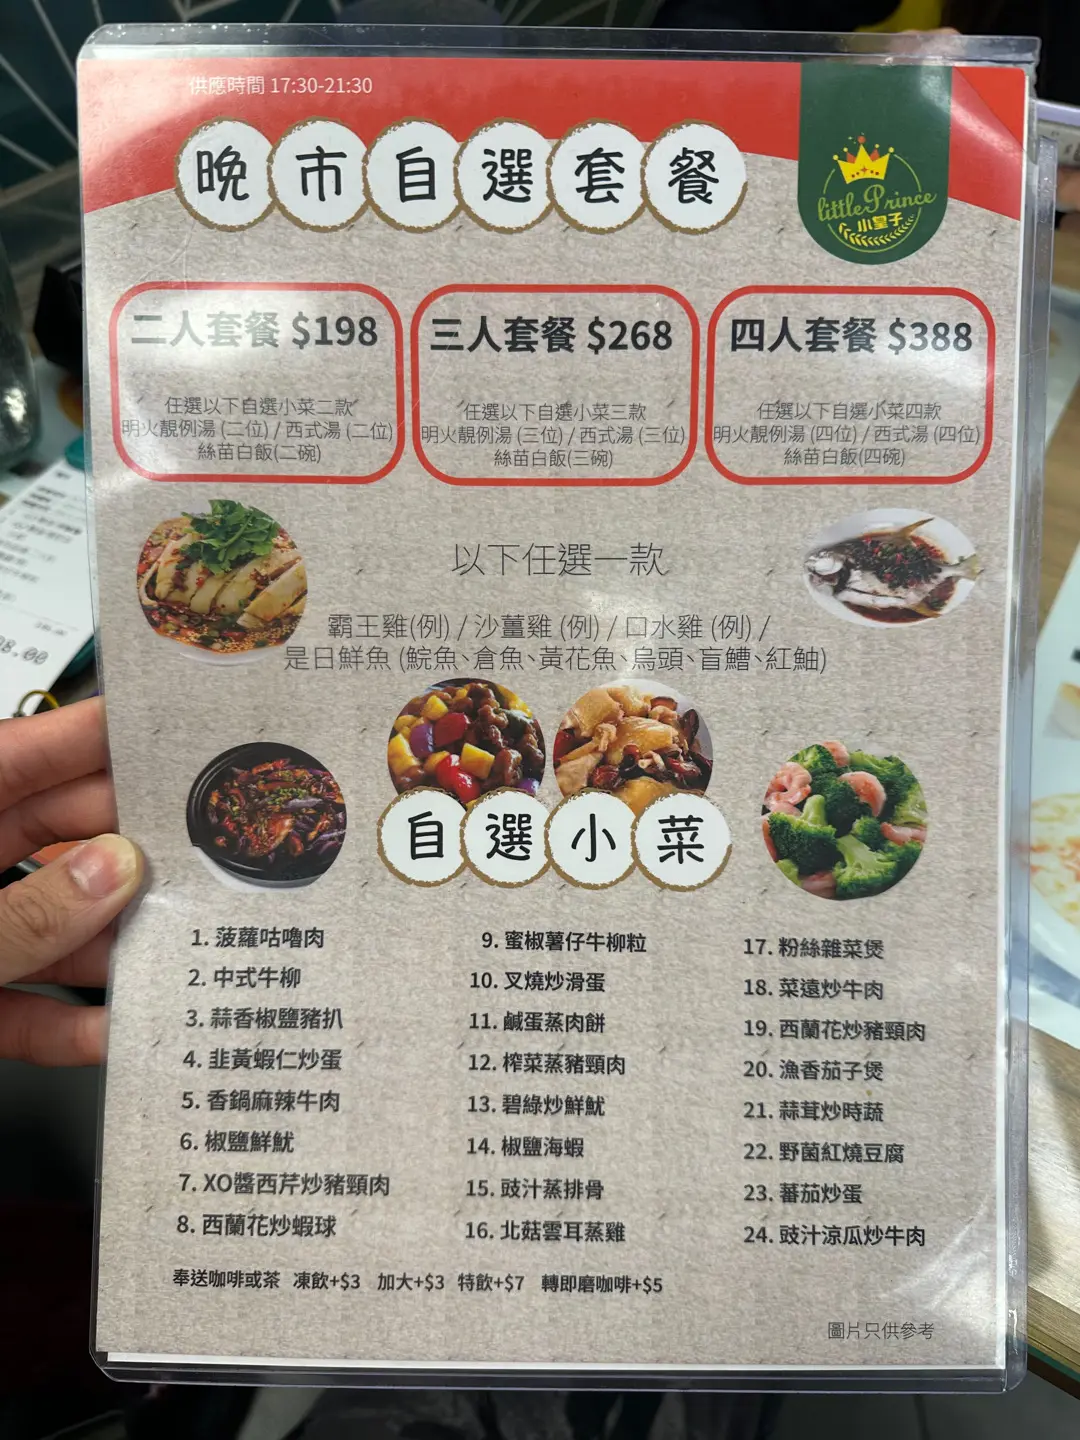 供應時間 17:30-21:30
晚市自選套餐
little Prince
小皇子
二人套餐 $198
任選以下自選小菜二款
明火靚例湯 (二位) / 西式湯 (二位)
絲苗白飯(二碗)
三人套餐 $268
任選以下自選小菜三款
明火靚例湯 (三位) / 西式湯 (三位)
絲苗白飯(三碗)
四人套餐 $388
任選以下自選小菜四款
明火靚例湯 (四位) / 西式湯 (四位)
絲苗白飯(四碗)
以下任選一款
霸王雞(例) / 沙薑雞 (例) / 口水雞 (例) /
是日鮮魚 (鯇魚、倉魚、黃花魚、烏頭、盲鰽、紅鮋)
自選小菜
1. 菠蘿咕嚕肉
2. 中式牛柳
3. 蒜香椒鹽豬扒
4. 韭黃蝦仁炒蛋
5. 香鍋麻辣牛肉
6. 椒鹽鮮魷
7. XO醬西芹炒豬頸肉
8. 西蘭花炒蝦球
9. 蜜椒薯仔牛柳粒
10. 叉燒炒滑蛋
11. 鹹蛋蒸肉餅
12. 榨菜蒸豬頸肉
13. 碧綠炒鮮魷
14. 椒鹽海蝦
15. 豉汁蒸排骨
16. 北菇雲耳蒸雞
17. 粉絲雜菜煲
18. 菜遠炒牛肉
19. 西蘭花炒豬頸肉
20. 漁香茄子煲
21. 蒜茸炒時蔬
22. 野菌紅燒豆腐
23. 蕃茄炒蛋
24. 豉汁涼瓜炒牛肉
奉送咖啡或茶 凍飲+$3 加大+$3 特飲+$7 轉即磨咖啡+$5
圖片只供參考